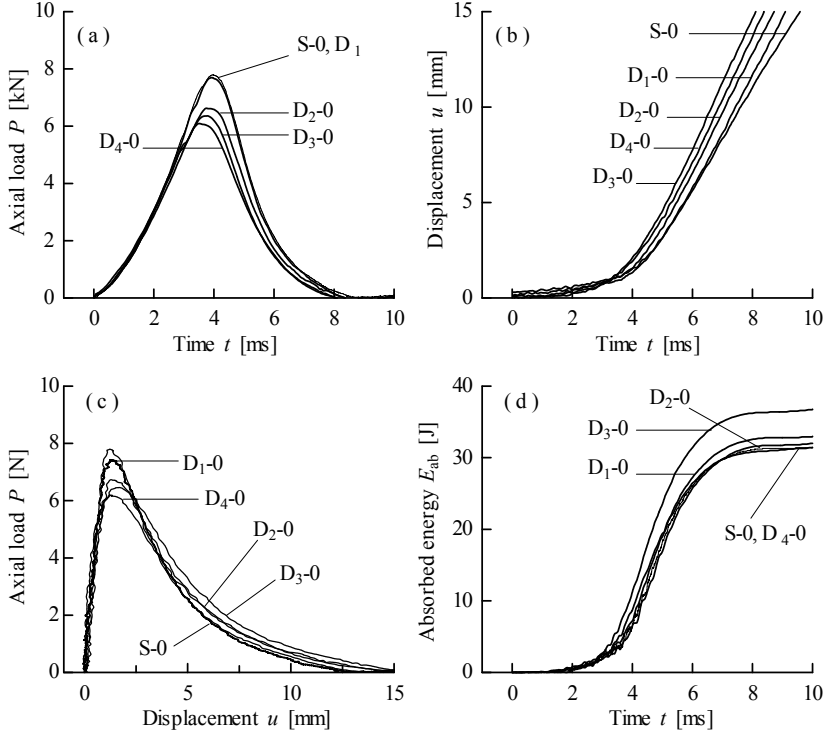 (a)
S-0, D 1
D2-0
D3-0
D4-0
Axial load P [kN]
10
8
6
4
2
0
0 2 4 6 8 10
Time t [ms]
(b)
S-0
D1-0
D2-0
D4-0
D3-0
Displacement u [mm]
15
10
5
0
0 2 4 6 8 10
Time t [ms]
(c)
D1-0
D4-0
D2-0
D3-0
S-0
Axial load P [N]
10
8
6
4
2
0
0 5 10 15
Displacement u [mm]
(d)
D2-0
D3-0
D1-0
S-0, D 4-0
Absorbed energy Eab [J]
40
30
20
10
0
0 2 4 6 8 10
Time t [ms]